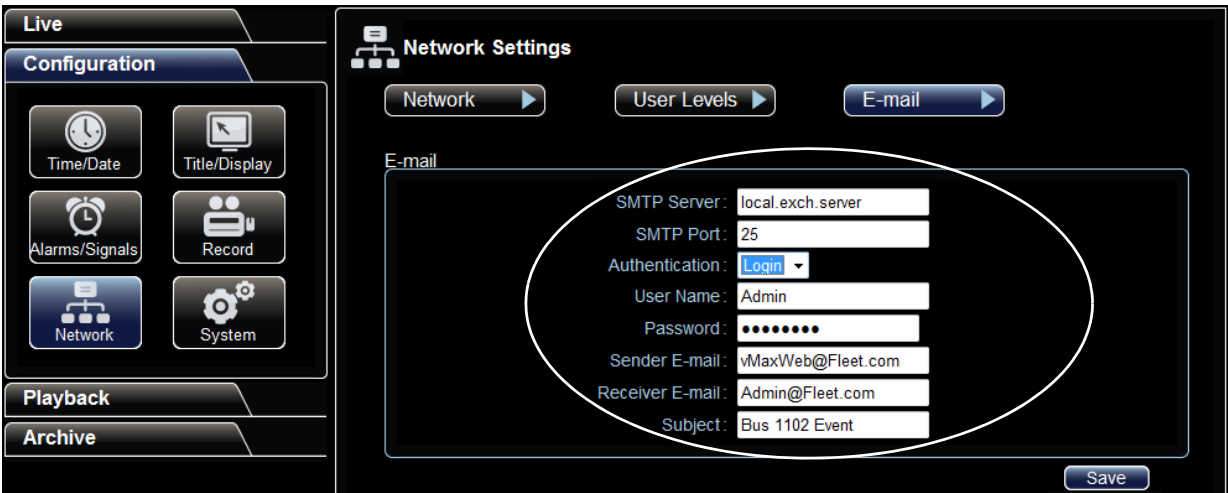 Live
Configuration
Time/Date
Title/Display
Alarms/Signals
Record
Network
System
Playback
Archive
Network Settings
Network
User Levels
E-mail
E-mail
SMTP Server: local.exch.server
SMTP Port: 25
Authentication: Login
User Name: Admin
Password: ●●●●●●●●
Sender E-mail: vMaxWeb@Fleet.com
Receiver E-mail: Admin@Fleet.com
Subject: Bus 1102 Event
Save